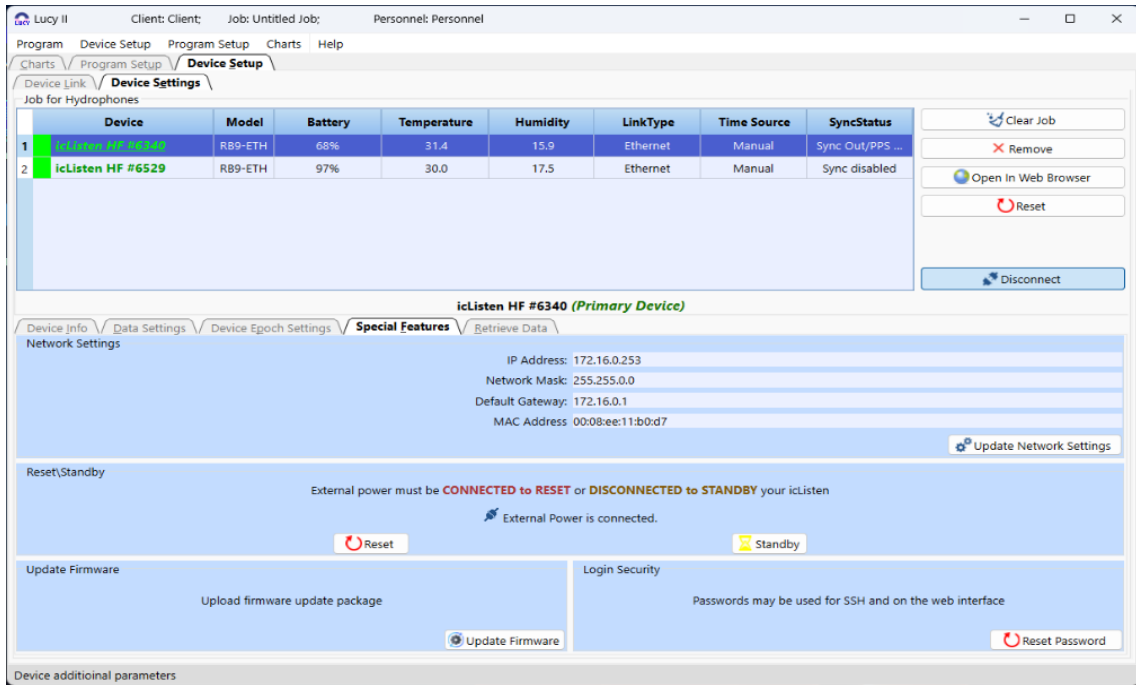 Lucy II Client: Client; Job: Untitled Job; Personnel: Personnel
Program Device Setup Program Setup Charts Help
Charts Program Setup Device Setup
Device Link Device Settings
Job for Hydrophones
Device Model Battery Temperature Humidity LinkType Time Source SyncStatus
1 icListen HF #6340 RB9-ETH 68% 31.4 15.9 Ethernet Manual Sync Out/PPS ...
2 icListen HF #6529 RB9-ETH 97% 30.0 17.5 Ethernet Manual Sync disabled
Clear Job
Remove
Open In Web Browser
Reset
Disconnect
icListen HF #6340 (Primary Device)
Device Info Data Settings Device Epoch Settings Special Features Retrieve Data
Network Settings
IP Address: 172.16.0.253
Network Mask: 255.255.0.0
Default Gateway: 172.16.0.1
MAC Address 00:08:ee:11:b0:d7
Update Network Settings
Reset\Standby
External power must be CONNECTED to RESET or DISCONNECTED to STANDBY your icListen
External Power is connected.
Reset Standby
Update Firmware
Upload firmware update package
Update Firmware
Login Security
Passwords may be used for SSH and on the web interface
Reset Password
Device additioinal parameters